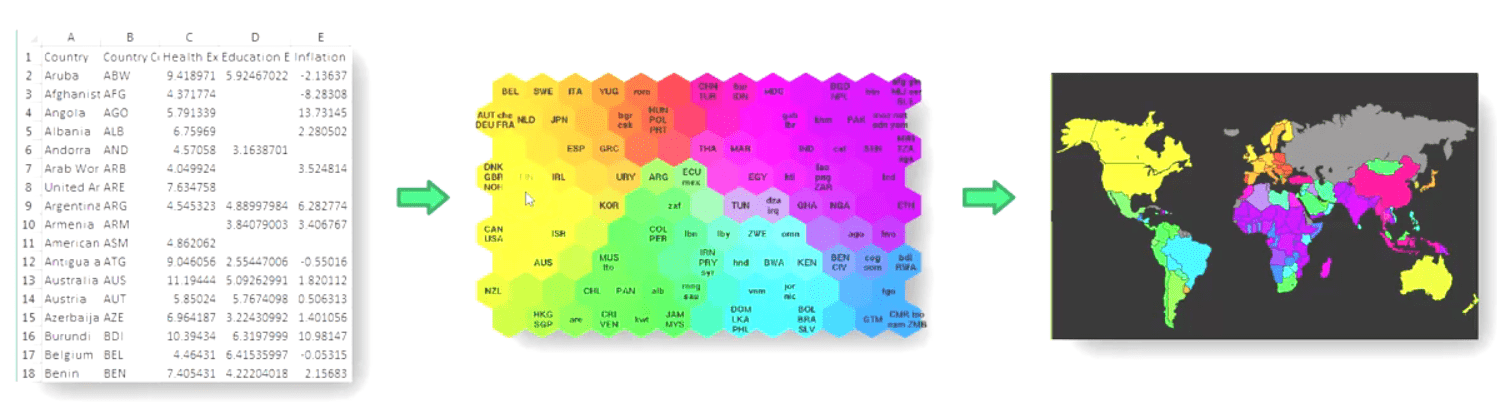 A B C D E
1 Country Country C Health Ex Education E Inflation
2 Aruba ABW 9.418971 5.92467022 -2.13637
3 Afghanist AFG 4.371774 -8.28308
4 Angola AGO 5.791339 13.73145
5 Albania ALB 6.75969 2.280502
6 Andorra AND 4.57058 3.1638701
7 Arab Wor ARB 4.049924 3.524814
8 United Ar ARE 7.634758
9 Argentina ARG 4.545323 4.88997984 6.282774
10 Armenia ARM 3.84079003 3.406767
11 American ASM 4.862062
12 Antigua a ATG 9.046056 2.55447006 -0.55016
13 Australia AUS 11.19444 5.09262991 1.820112
14 Austria AUT 5.85024 5.7674098 0.506313
15 Azerbaija AZE 6.964187 3.22430992 1.401056
16 Burundi BDI 10.39434 6.3197999 10.98147
17 Belgium BEL 4.46431 6.41535997 -0.05315
18 Benin BEN 7.405431 4.22204018 2.15683
BEL SWE ITA YUG rom CHN TUR bur IDN MDG BGD NPL
AUT che DEU FRA NLD JPN bgr csk HUN POL PRT PAK
ESP GRC THA MAR IND
DNK GBR NOR FIN IRL URY ARG ECU mex EGY hti lao png ZAR
KOR zaf TUN dza irq GHA NGA ETH
CAN USA ISR COL PER lbn lby ZWE omn ago
AUS MUS tto IRN PRY syr hnd BWA KEN BEN CIV cog som bdi RWA
NZL CHL PAN alb mng sau vnm jor nic tgo
HKG SGP are CRI VEN kwt JAM MYS DOM LKA PHL BOL BRA SLV GTM CMR lso nam ZMB